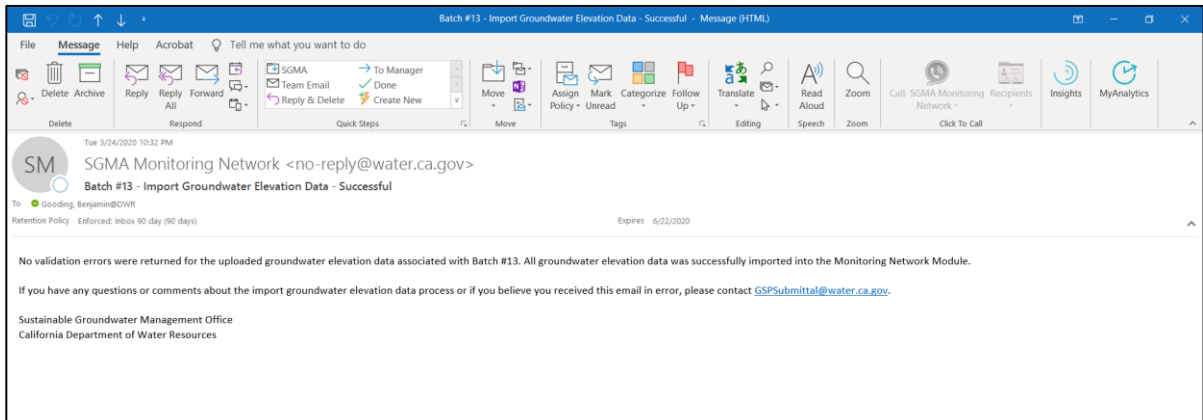 Batch #13 - Import Groundwater Elevation Data - Successful - Message (HTML)
File Message Help Acrobat Tell me what you want to do
Delete Archive
Reply Reply All Forward
SGMA To Manager
Team Email Done
Reply & Delete Create New
Move
Assign Policy Mark Unread Categorize Follow Up
Translate
Read Aloud
Zoom
Call SGMA Monitoring Network Recipients
Insights
MyAnalytics
Delete Respond Quick Steps Move Tags Editing Speech Zoom Click To Call
Tue 3/24/2020 10:32 PM
SM
SGMA Monitoring Network <no-reply@water.ca.gov>
Batch #13 - Import Groundwater Elevation Data - Successful
To Gooding, Benjamin@DWR
Retention Policy Enforced: Inbox 90 day (90 days) Expires 6/22/2020
No validation errors were returned for the uploaded groundwater elevation data associated with Batch #13. All groundwater elevation data was successfully imported into the Monitoring Network Module.
If you have any questions or comments about the import groundwater elevation data process or if you believe you received this email in error, please contact GSPSubmittal@water.ca.gov.
Sustainable Groundwater Management Office
California Department of Water Resources